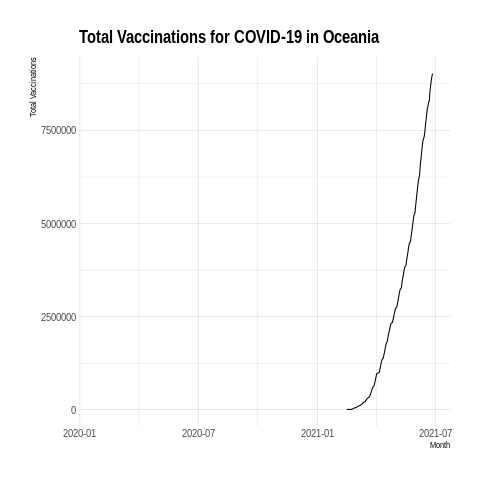 Total Vaccinations for COVID-19 in Oceania
Total Vaccinations
7500000
5000000
2500000
0
2020-01 2020-07 2021-01 2021-07
Month